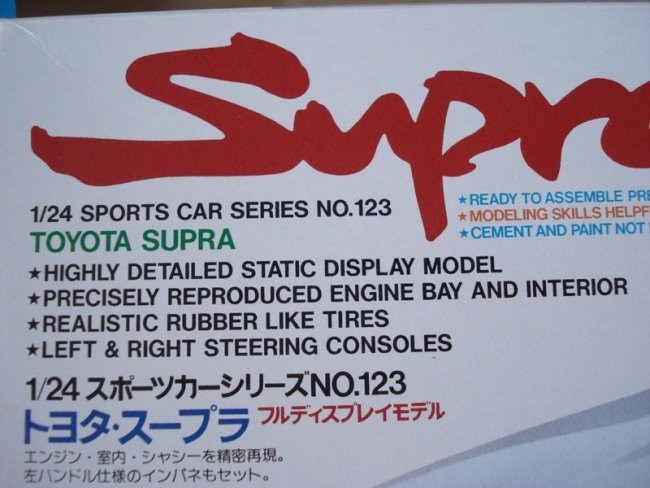 Supra
1/24 SPORTS CAR SERIES NO.123
TOYOTA SUPRA
★READY TO ASSEMBLE
★MODELING SKILLS
★CEMENT AND PAINT NOT
★HIGHLY DETAILED STATIC DISPLAY MODEL
★PRECISELY REPRODUCED ENGINE BAY AND INTERIOR
★REALISTIC RUBBER LIKE TIRES
★LEFT & RIGHT STEERING CONSOLES
1/24 スポーツカーシリーズNO.123
トヨタ・スープラ フルディスプレイモデル
エンジン・室内・シャシーを精密再現。
左ハンドル仕様のインパネもセット。